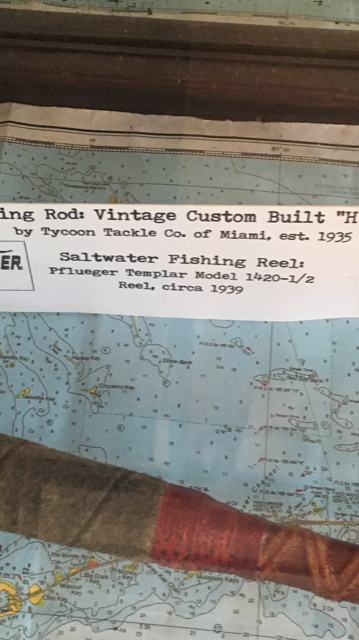 ing Rod: Vintage Custom Built "H
by Tycoon Tackle Co. of Miami, est. 1935
ER
Saltwater Fishing Reel:
Pflueger Templar Model 1420-1/2
Reel, circa 1939